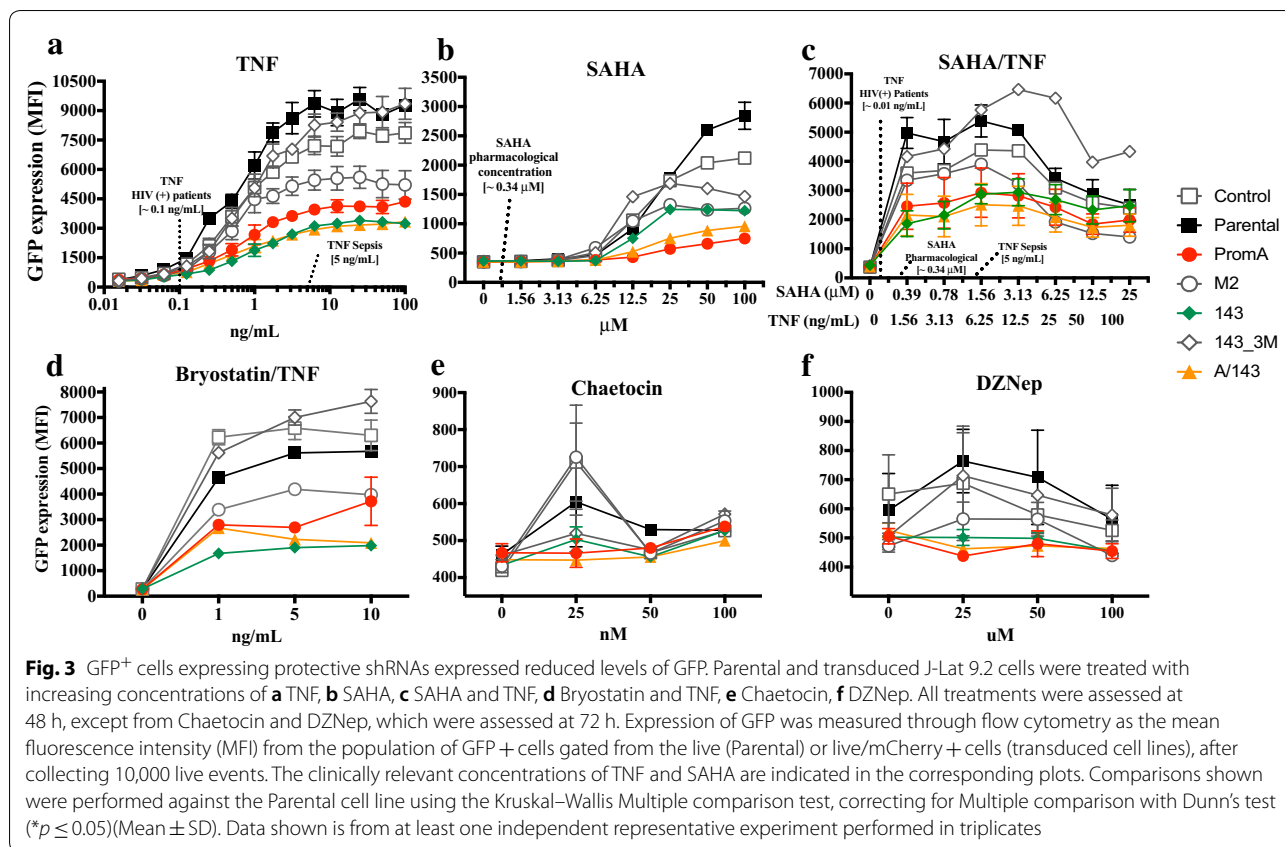 a
TNF
GFP expression (MFI)
10500
9000
7500
6000
4500
3000
1500
0
TNF
HIV (+) patients
[~ 0.1 ng/mL]
TNF Sepsis
[5 ng/mL]
0.01 0.1 1 10 100
ng/mL
b
SAHA
3500
3000
2500
2000
1500
1000
500
0
SAHA
pharmacological
concentration
[~ 0.34 µM]
0 1.56 3.13 6.25 12.5 25 50 100
µM
c
SAHA/TNF
7000
6000
5000
4000
3000
2000
1000
0
TNF
HIV(+) Patients
[~ 0.01 ng/mL]
SAHA
Pharmacological
[~ 0.34 µM]
TNF Sepsis
[5 ng/mL]
SAHA (µM) 0 0.39 0.78 1.56 3.13 6.25 12.5 25
TNF (ng/mL) 0 1.56 3.13 6.25 12.5 25 50 100
Control
Parental
PromA
M2
143
143_3M
A/143
d
Bryostatin/TNF
GFP expression (MFI)
8000
7000
6000
5000
4000
3000
2000
1000
0
0 1 5 10
ng/mL
e
Chaetocin
900
800
700
600
500
400
0 25 50 100
nM
f
DZNep
1000
900
800
700
600
500
400
0 25 50 100
uM
Fig. 3 GFP+ cells expressing protective shRNAs expressed reduced levels of GFP. Parental and transduced J-Lat 9.2 cells were treated with
increasing concentrations of a TNF, b SAHA, c SAHA and TNF, d Bryostatin and TNF, e Chaetocin, f DZNep. All treatments were assessed at
48 h, except from Chaetocin and DZNep, which were assessed at 72 h. Expression of GFP was measured through flow cytometry as the mean
fluorescence intensity (MFI) from the population of GFP + cells gated from the live (Parental) or live/mCherry + cells (transduced cell lines), after
collecting 10,000 live events. The clinically relevant concentrations of TNF and SAHA are indicated in the corresponding plots. Comparisons shown
were performed against the Parental cell line using the Kruskal–Wallis Multiple comparison test, correcting for Multiple comparison with Dunn's test
(*p ≤ 0.05)(Mean ± SD). Data shown is from at least one independent representative experiment performed in triplicates